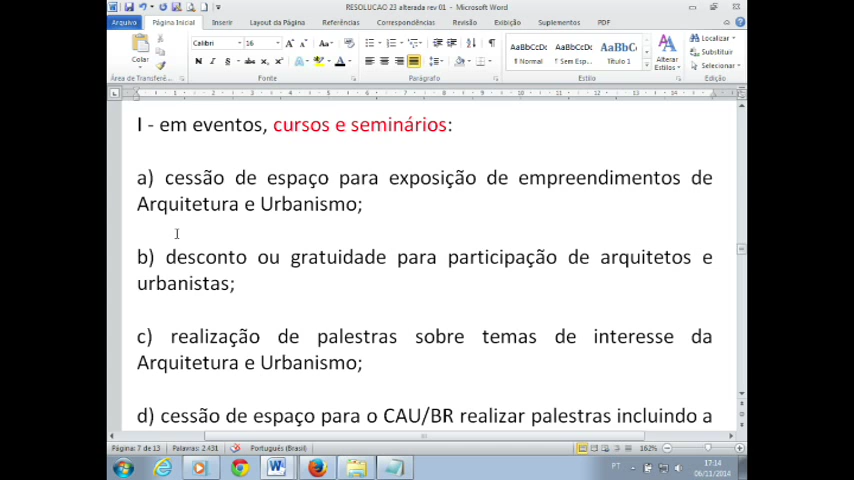 RESOLUCAO 23 alterada rev 01 - Microsoft Word
Arquivo Página Inicial Inserir Layout da Página Referências Correspondências Revisão Exibição Suplementos PDF
Colar
Calibri 16
AaBbCcDc AaBbCcDc AaBbC
¶ Normal ¶ Sem Esp... Título 1
Alterar Estilos
Localizar
Substituir
Selecionar
Área de Transferê... Fonte Parágrafo Estilo Edição
I - em eventos, cursos e seminários:
a) cessão de espaço para exposição de empreendimentos de
Arquitetura e Urbanismo;
b) desconto ou gratuidade para participação de arquitetos e
urbanistas;
c) realização de palestras sobre temas de interesse da
Arquitetura e Urbanismo;
d) cessão de espaço para o CAU/BR realizar palestras incluindo a
Página: 7 de 13 Palavras: 2.431 Português (Brasil) 162%
PT 17:14
06/11/2014